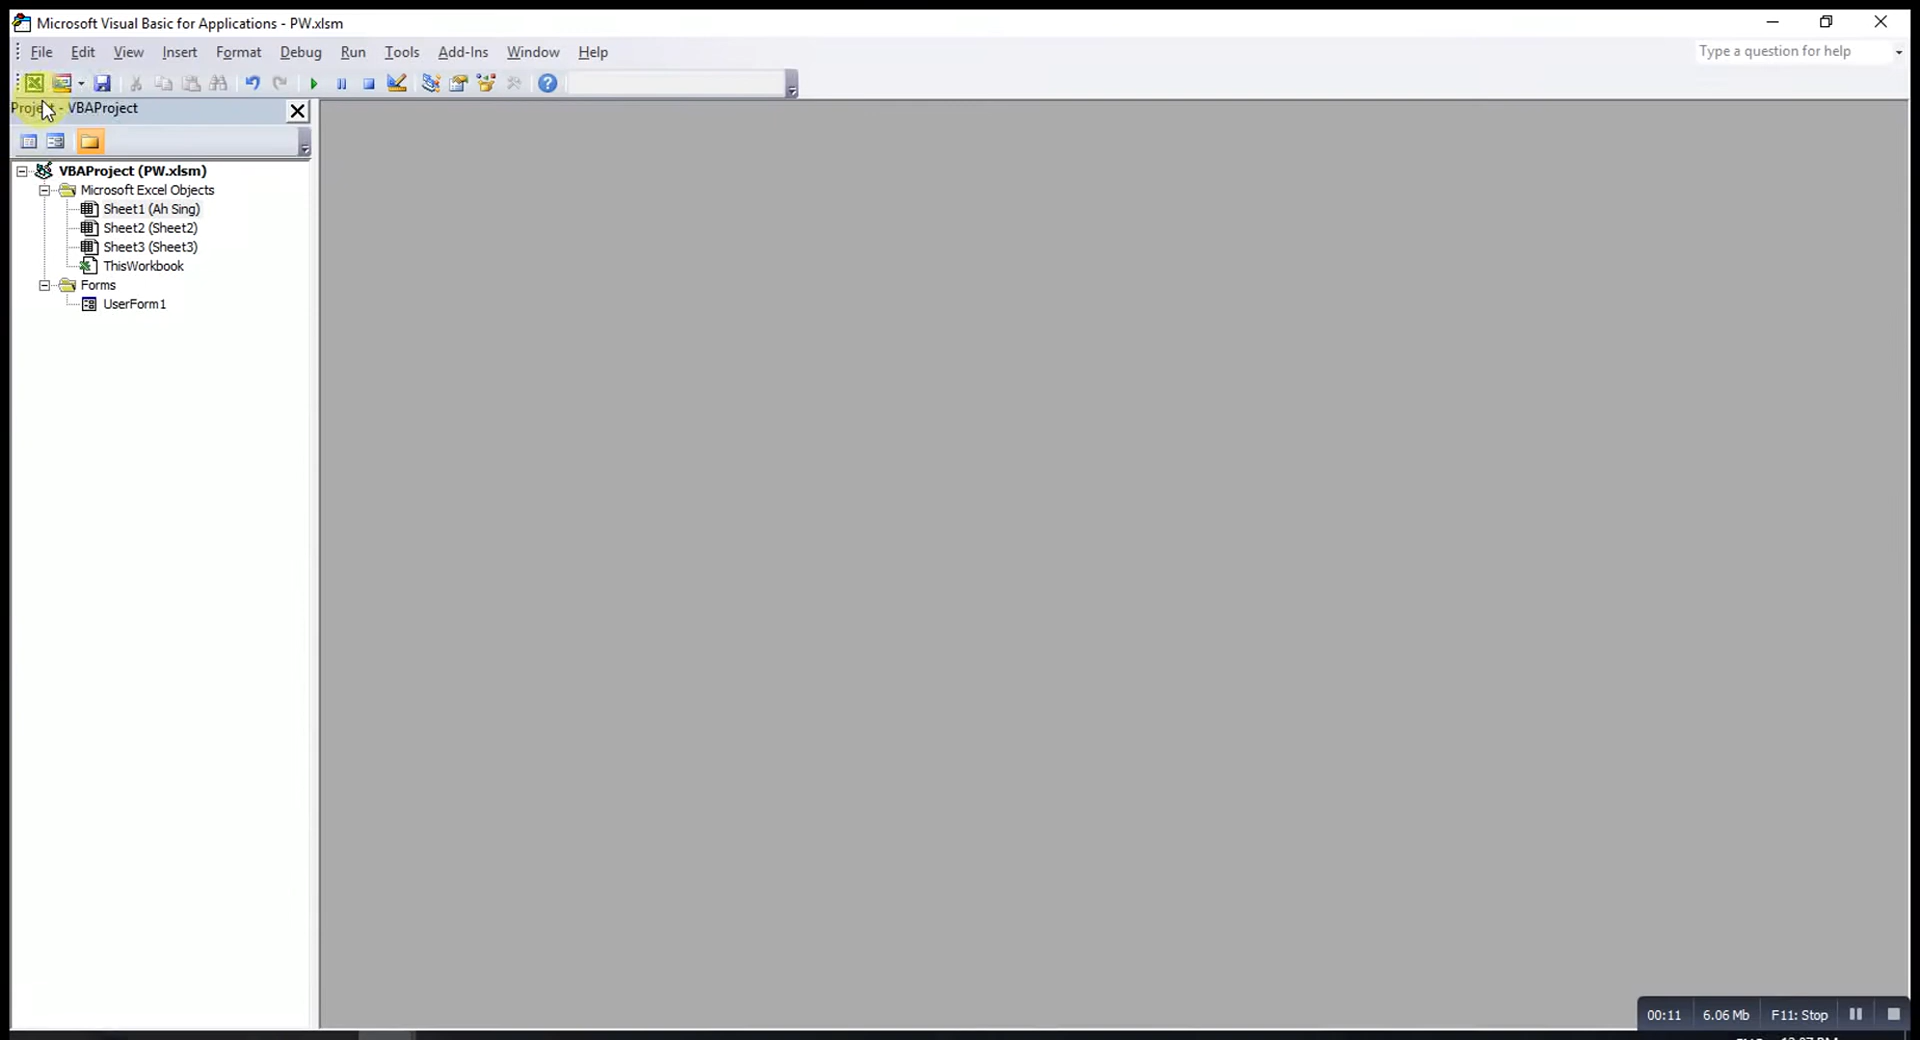 Microsoft Visual Basic for Applications - PW.xlsm
File Edit View Insert Format Debug Run Tools Add-Ins Window Help
Type a question for help
Project - VBAProject
VBAProject (PW.xlsm)
Microsoft Excel Objects
Sheet1 (Ah Sing)
Sheet2 (Sheet2)
Sheet3 (Sheet3)
ThisWorkbook
Forms
UserForm1
00:11 6.06 Mb F11: Stop